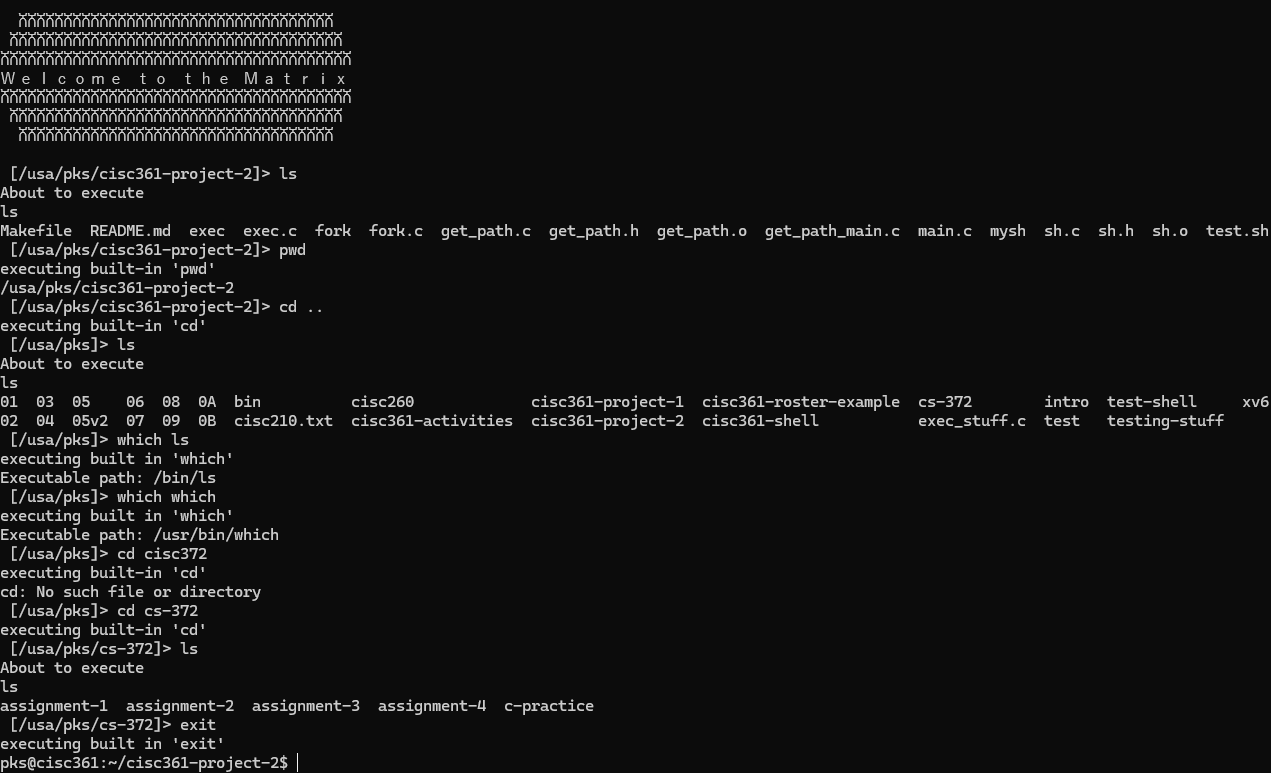 Welcome to the Matrix
[/usa/pks/cisc361-project-2]> ls
About to execute
ls
Makefile  README.md  exec  exec.c  fork  fork.c  get_path.c  get_path.h  get_path.o  get_path_main.c  main.c  mysh  sh.c  sh.h  sh.o  test.sh
[/usa/pks/cisc361-project-2]> pwd
executing built-in 'pwd'
/usa/pks/cisc361-project-2
[/usa/pks/cisc361-project-2]> cd ..
executing built-in 'cd'
[/usa/pks]> ls
About to execute
ls
01  03  05    06  08  0A  bin          cisc260             cisc361-project-1  cisc361-roster-example  cs-372        intro  test-shell     xv6
02  04  05v2  07  09  0B  cisc210.txt  cisc361-activities  cisc361-project-2  cisc361-shell           exec_stuff.c  test   testing-stuff
[/usa/pks]> which ls
executing built in 'which'
Executable path: /bin/ls
[/usa/pks]> which which
executing built in 'which'
Executable path: /usr/bin/which
[/usa/pks]> cd cisc372
executing built-in 'cd'
cd: No such file or directory
[/usa/pks]> cd cs-372
executing built-in 'cd'
[/usa/pks/cs-372]> ls
About to execute
ls
assignment-1  assignment-2  assignment-3  assignment-4  c-practice
[/usa/pks/cs-372]> exit
executing built in 'exit'
pks@cisc361:~/cisc361-project-2$